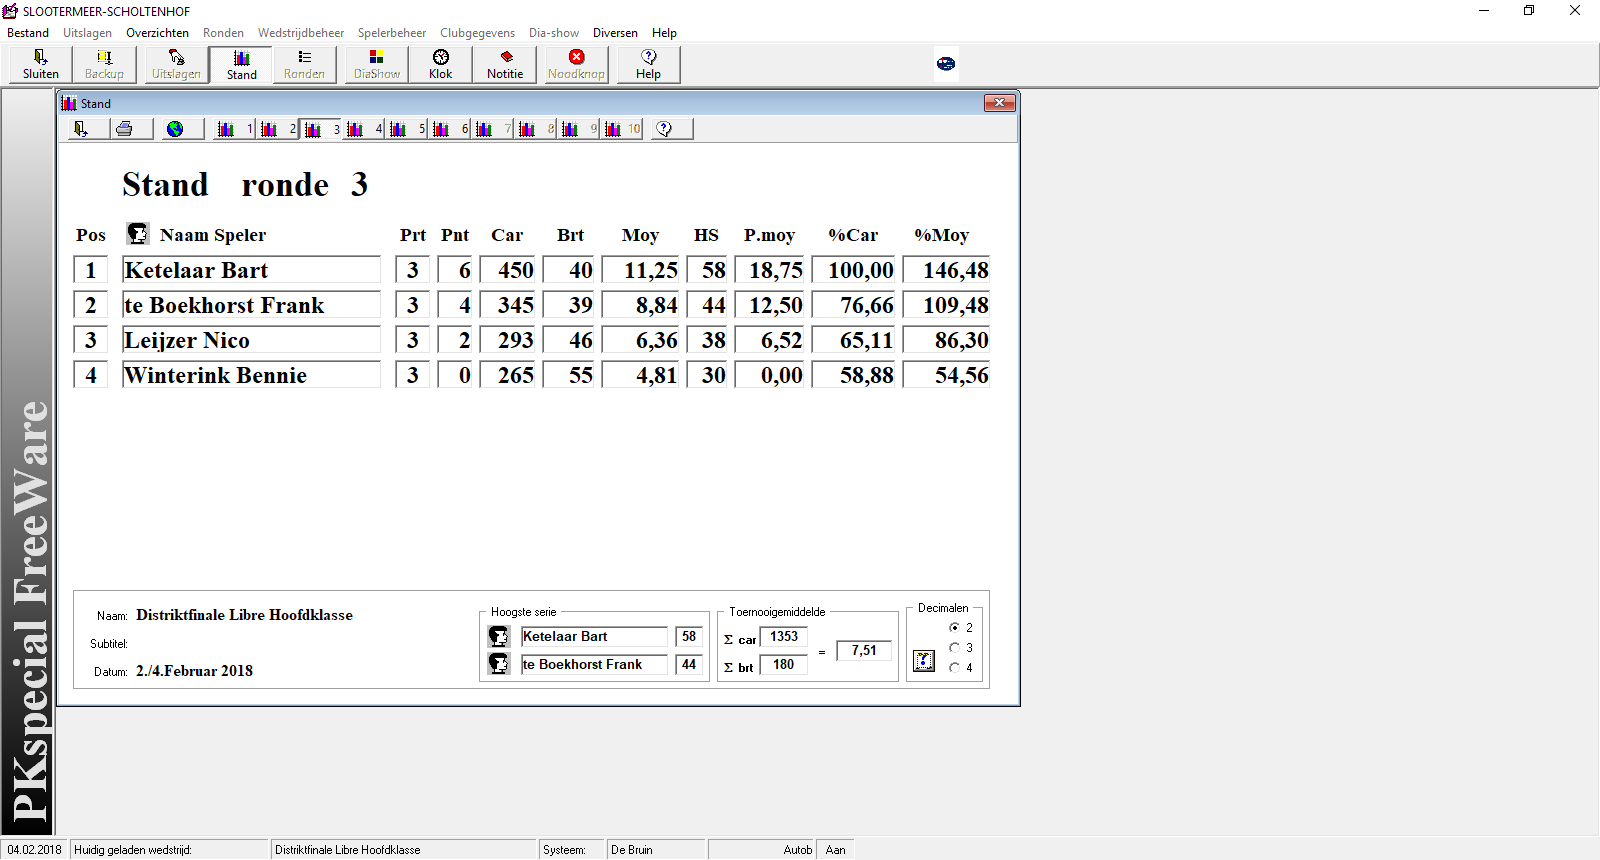 SLOOTERMEER-SCHOLTENHOF
Bestand Uitslagen Overzichten Ronden Wedstrijdbeheer Spelerbeheer Clubgegevens Dia-show Diversen Help
Sluiten Backup Uitslagen Stand Ronden DiaShow Klok Notitie Noodknop Help
Stand
1 2 3 4 5 6 7 8 9 10
Stand ronde 3
Pos Naam Speler Prt Pnt Car Brt Moy HS P.moy %Car %Moy
1 Ketelaar Bart 3 6 450 40 11,25 58 18,75 100,00 146,48
2 te Boekhorst Frank 3 4 345 39 8,84 44 12,50 76,66 109,48
3 Leijzer Nico 3 2 293 46 6,36 38 6,52 65,11 86,30
4 Winterink Bennie 3 0 265 55 4,81 30 0,00 58,88 54,56
PKspecial FreeWare
Naam: Distriktfinale Libre Hoofdklasse
Subtitel:
Datum: 2./4.Februar 2018
Hoogste serie
Ketelaar Bart 58
te Boekhorst Frank 44
Toernooigemiddelde
Σ car 1353
Σ brt 180
= 7,51
Decimalen
2
3
4
04.02.2018 Huidig geladen wedstrijd: Distriktfinale Libre Hoofdklasse Systeem: De Bruin Autob Aan